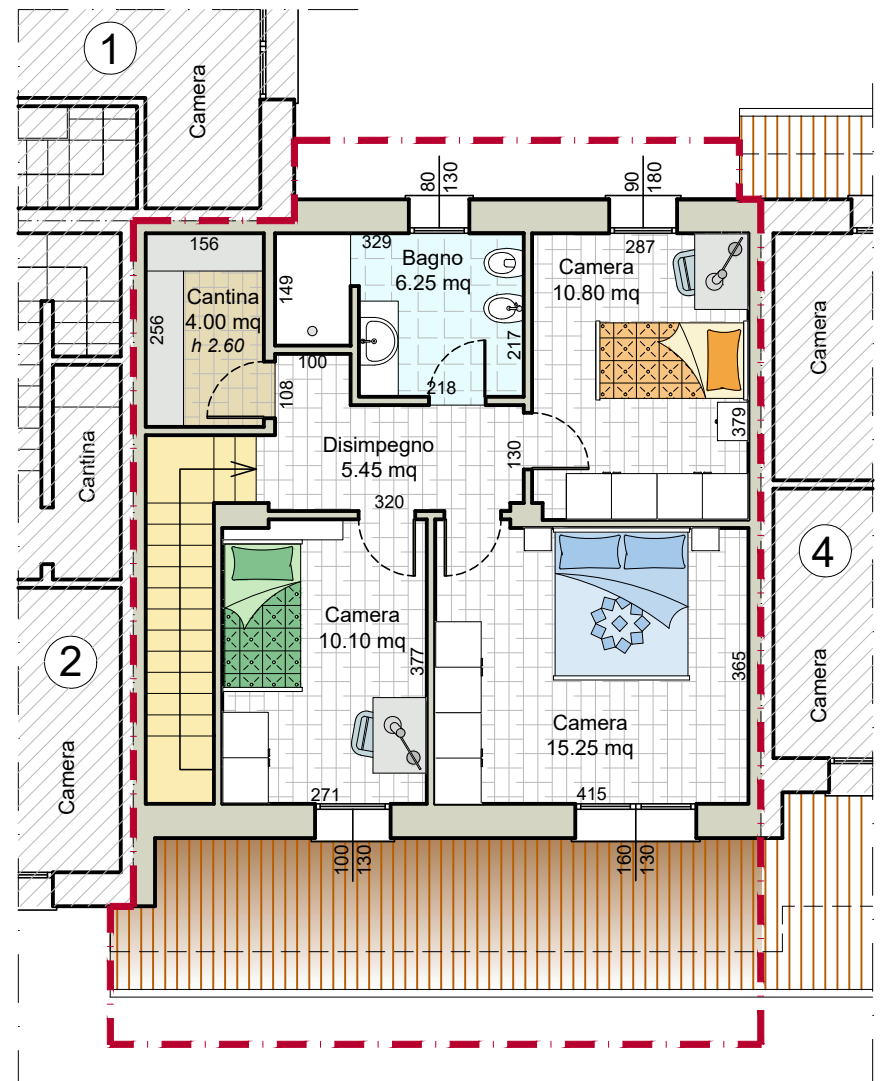 1
Camera
80
130
90
180
156
329
287
Bagno
6.25 mq
Camera
10.80 mq
149
Cantina
4.00 mq
h 2.60
256
217
100
218
108
Camera
379
Disimpegno
5.45 mq
130
Cantina
320
4
Camera
10.10 mq
2
377
365
Camera
Camera
15.25 mq
Camera
271
415
100
130
160
130